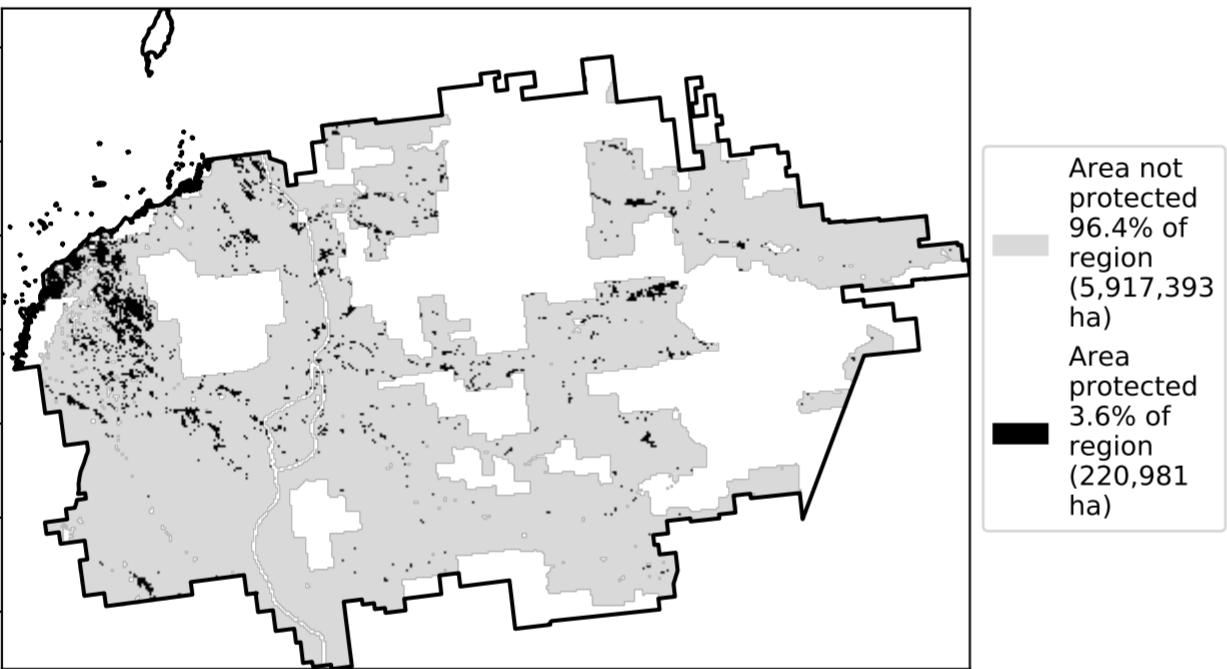 Area not
protected
96.4% of
region
(5,917,393
ha)
Area
protected
3.6% of
region
(220,981
ha)